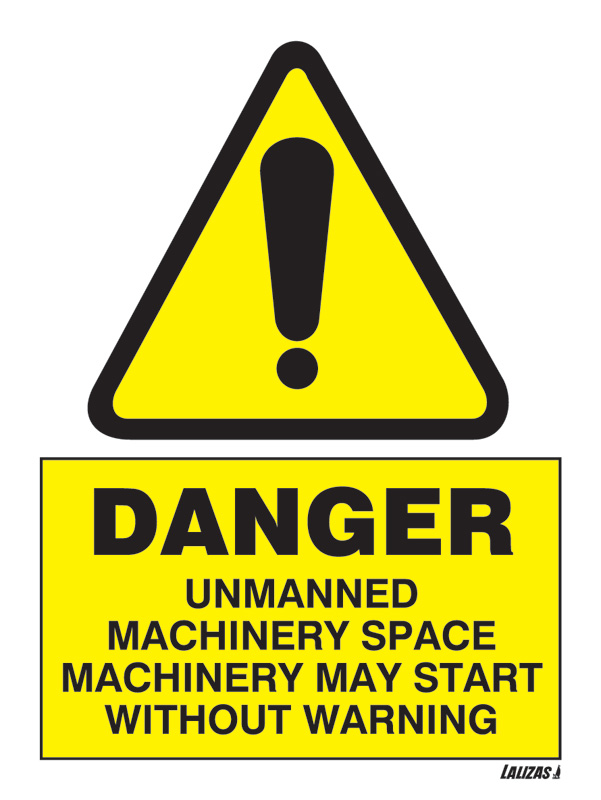 !
DANGER
UNMANNED
MACHINERY SPACE
MACHINERY MAY START
WITHOUT WARNING
LALIZAS